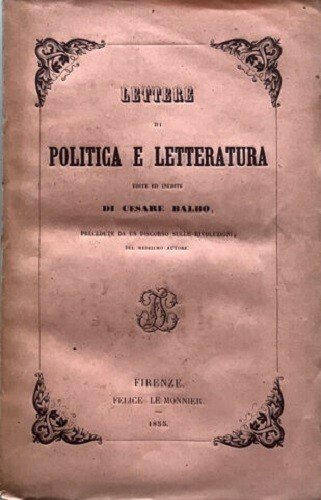 LETTERE
DI
POLITICA E LETTERATURA
EDITE ED INEDITE
DI CESARE BALBO,
PRECEDUTE DA UN DISCORSO SULLE RIVOLUZIONI,
DEL MEDESIMO AUTORE.
FIRENZE.
FELICE LE MONNIER.
1855.